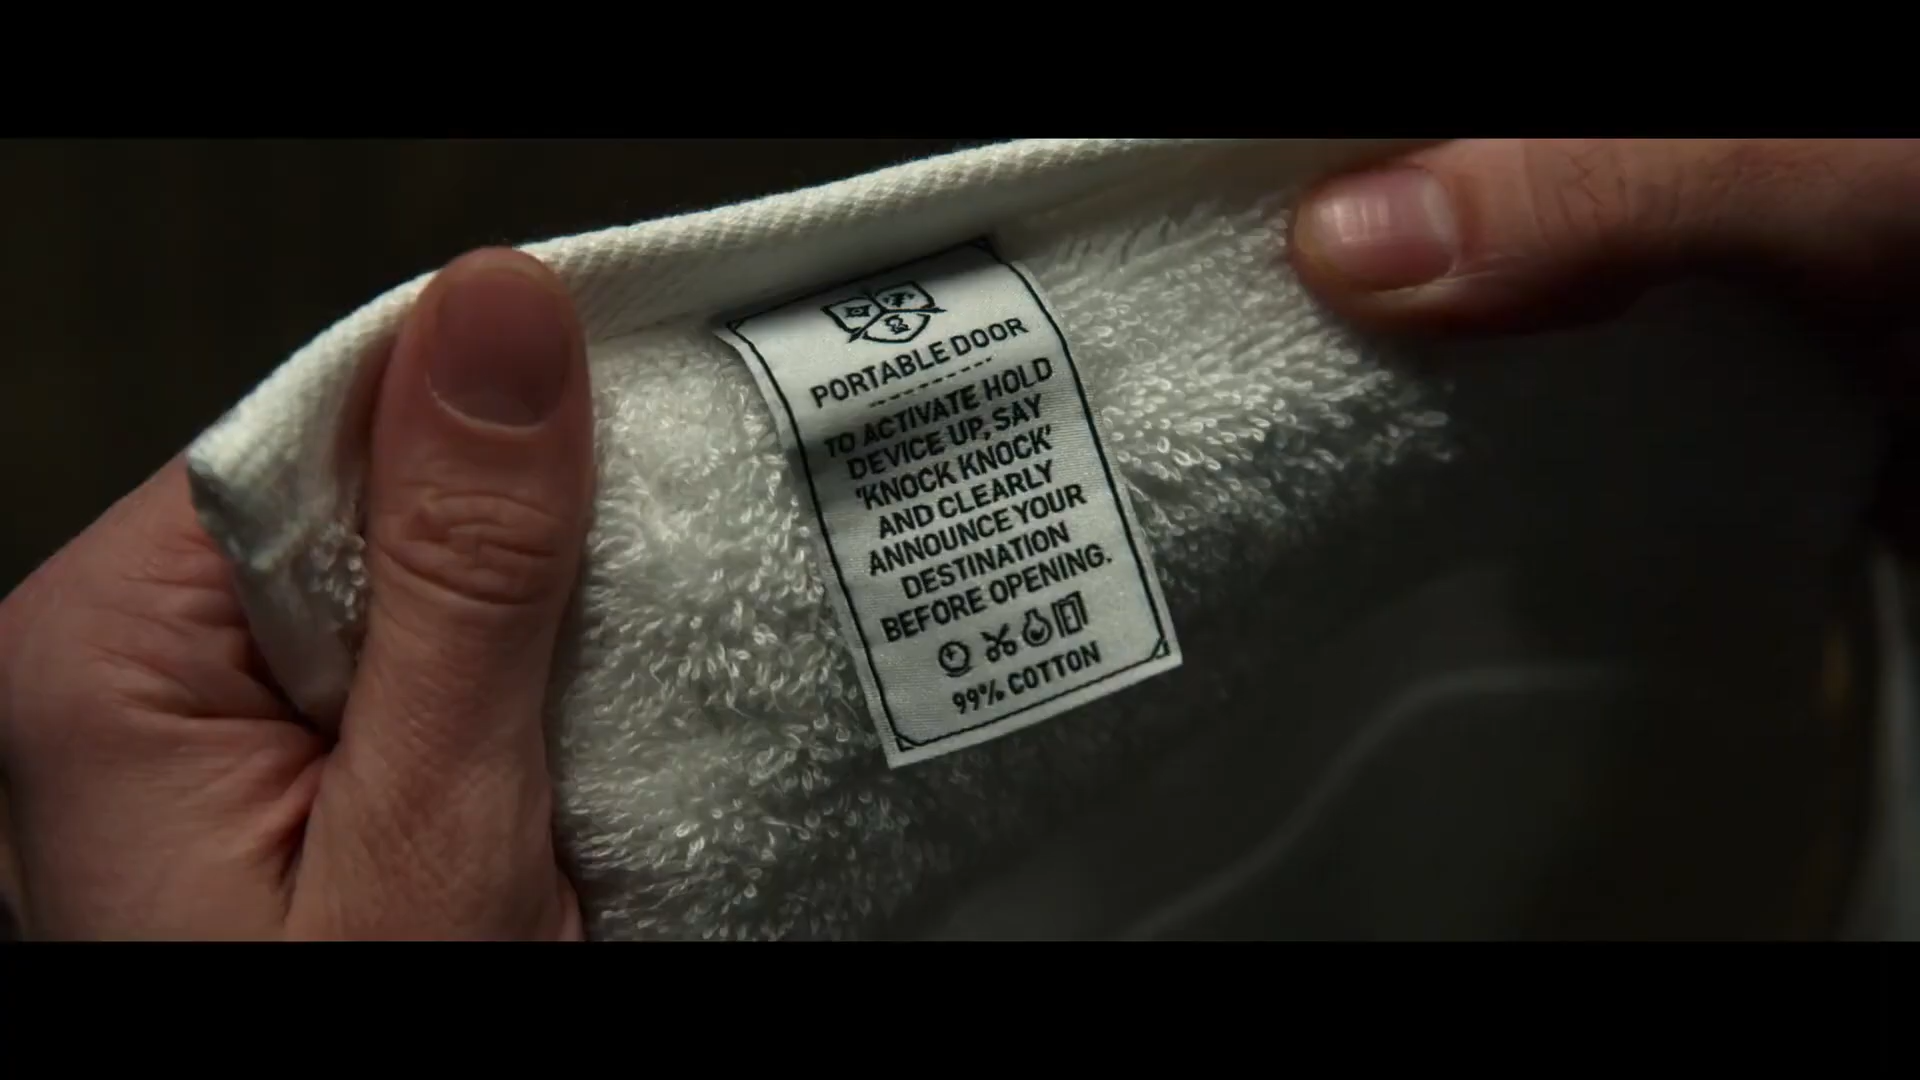 PORTABLE DOOR
TO ACTIVATE HOLD
DEVICE UP, SAY
'KNOCK KNOCK'
AND CLEARLY
ANNOUNCE YOUR
DESTINATION
BEFORE OPENING.
99% COTTON